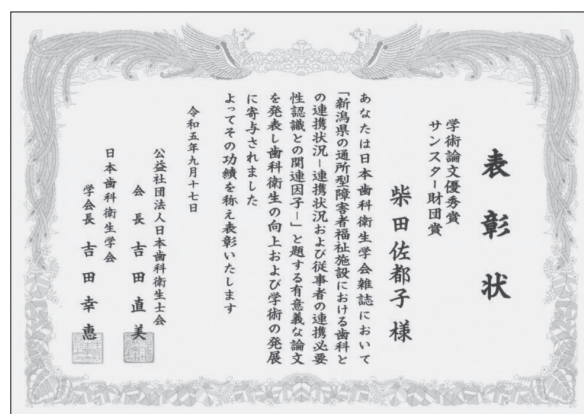 表彰状
学術論文優秀賞
サンスター財団賞
柴田佐都子 様
あなたは日本歯科衛生学会雑誌において
「新潟県の通所型障害者福祉施設における歯科と
の連携状況－連携状況および従事者の連携必要
性認識との関連因子－」と題する有意義な論文
を発表し歯科衛生の向上および学術の発展
に寄与されました
よってその功績を称え表彰いたします
令和五年九月十七日
公益社団法人日本歯科衛生士会
会長 吉田直美
日本歯科衛生学会
学会長 吉田幸恵